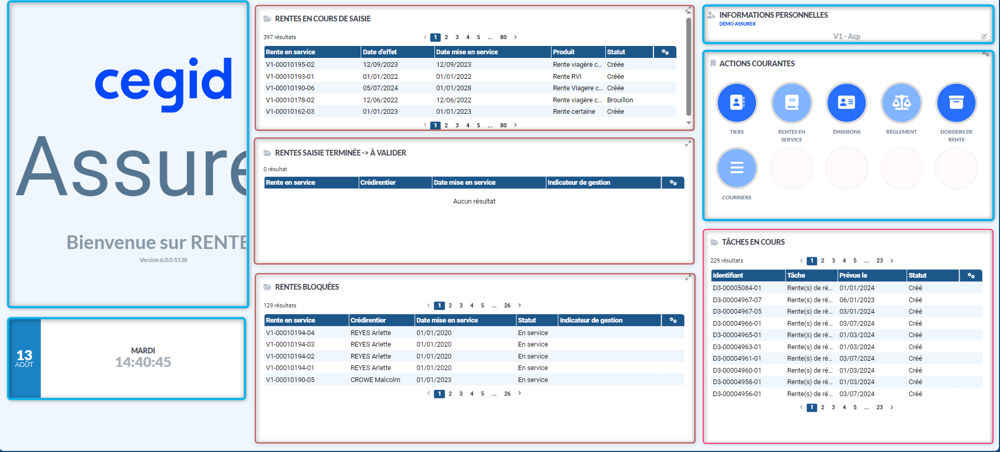 cegid
Assure
Bienvenue sur RENTE
Version 6.0.0-S138
13
AOÛT
MARDI
14:40:45
RENTES EN COURS DE SAISIE
397 résultats
1 2 3 4 5 ... 80
Rente en service Date d'effet Date mise en service Produit Statut
V1-00010195-02 12/09/2023 12/09/2023 Rente viagère c... Créée
V1-00010193-01 01/01/2022 01/01/2022 Rente RVI Créée
V1-00010190-06 05/07/2024 01/01/2028 Rente Viagere c... Créée
V1-00010178-02 12/06/2022 12/06/2022 Rente viagère c... Brouillon
V1-00010162-03 01/01/2023 01/01/2023 Rente certaine Créée
1 2 3 4 5 ... 80
RENTES SAISIE TERMINÉE -> À VALIDER
0 résultat
Rente en service Crédirentier Date mise en service Indicateur de gestion
Aucun résultat
RENTES BLOQUÉES
129 résultats
1 2 3 4 5 ... 26
Rente en service Crédirentier Date mise en service Statut Indicateur de gestion
V1-00010194-04 REYES Arlette 01/01/2020 En service
V1-00010194-03 REYES Arlette 01/01/2020 En service
V1-00010194-02 REYES Arlette 01/01/2020 En service
V1-00010194-01 REYES Arlette 01/01/2020 En service
V1-00010190-05 CROWE Malcolm 01/01/2023 En service
1 2 3 4 5 ... 26
INFORMATIONS PERSONNELLES
DÉMO ASSUREX
V1 - Asp
ACTIONS COURANTES
TIERS
RENTES EN
SERVICE
ÉMISSIONS
RÈGLEMENT
DOSSIERS DE
RENTE
COURRIERS
TÂCHES EN COURS
229 résultats
1 2 3 4 5 ... 23
Identifiant Tâche Prévue le Statut
D3-00005084-01 Rente(s) de ré... 01/01/2024 Créé
D3-00004967-07 Rente(s) de ré... 06/01/2023 Créé
D3-00004967-05 Rente(s) de ré... 03/01/2024 Créé
D3-00004966-01 Rente(s) de ré... 03/07/2024 Créé
D3-00004965-01 Rente(s) de ré... 01/03/2024 Créé
D3-00004963-01 Rente(s) de ré... 01/03/2024 Créé
D3-00004961-01 Rente(s) de ré... 03/07/2024 Créé
D3-00004960-01 Rente(s) de ré... 01/03/2024 Créé
D3-00004958-01 Rente(s) de ré... 01/03/2024 Créé
D3-00004956-01 Rente(s) de ré... 03/07/2024 Créé
1 2 3 4 5 ... 23